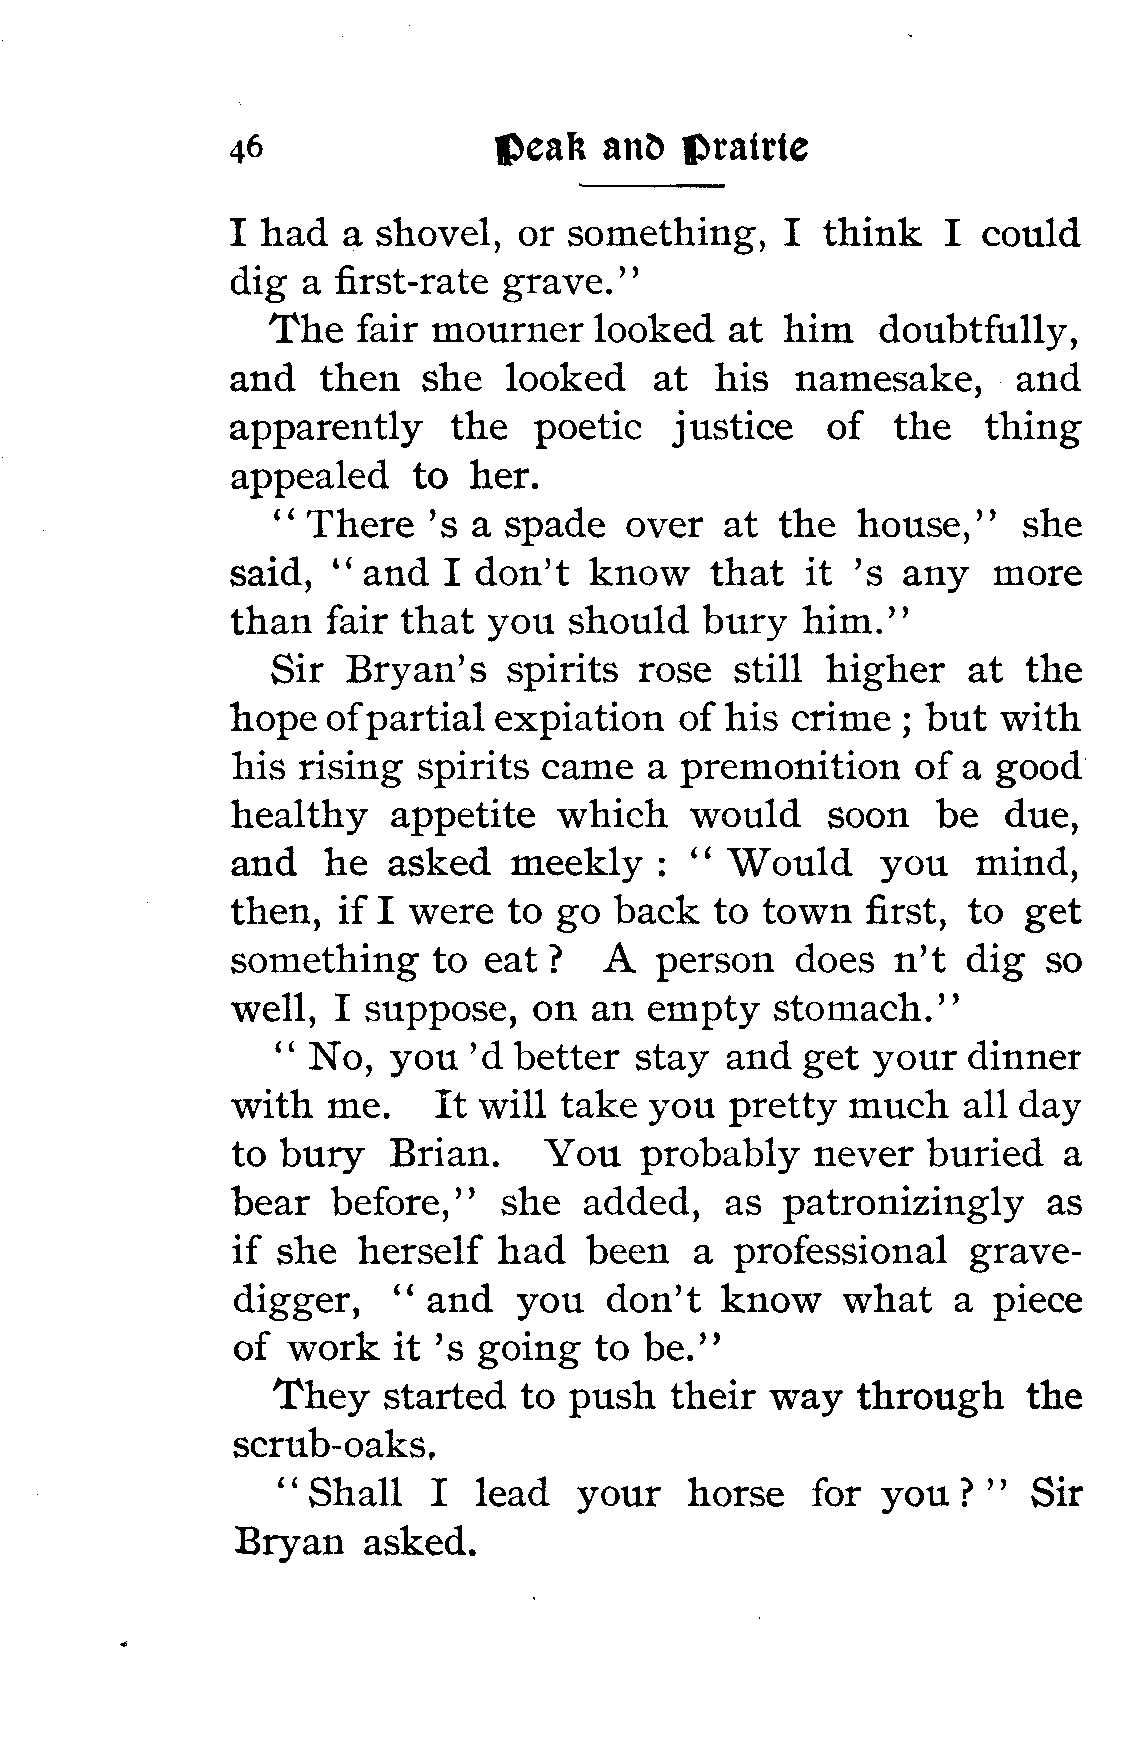 46 Peak and Prairie
I had a shovel, or something, I think I could
dig a first-rate grave.''
The fair mourner looked at him doubtfully,
and then she looked at his namesake, and
apparently the poetic justice of the thing
appealed to her.
“ There 's a spade over at the house,” she
said, “ and I don't know that it 's any more
than fair that you should bury him.”
Sir Bryan's spirits rose still higher at the
hope of partial expiation of his crime ; but with
his rising spirits came a premonition of a good
healthy appetite which would soon be due,
and he asked meekly : “ Would you mind,
then, if I were to go back to town first, to get
something to eat ? A person does n't dig so
well, I suppose, on an empty stomach.”
“ No, you 'd better stay and get your dinner
with me. It will take you pretty much all day
to bury Brian. You probably never buried a
bear before,” she added, as patronizingly as
if she herself had been a professional grave-
digger, “ and you don't know what a piece
of work it 's going to be.”
They started to push their way through the
scrub-oaks.
“ Shall I lead your horse for you ? ” Sir
Bryan asked.